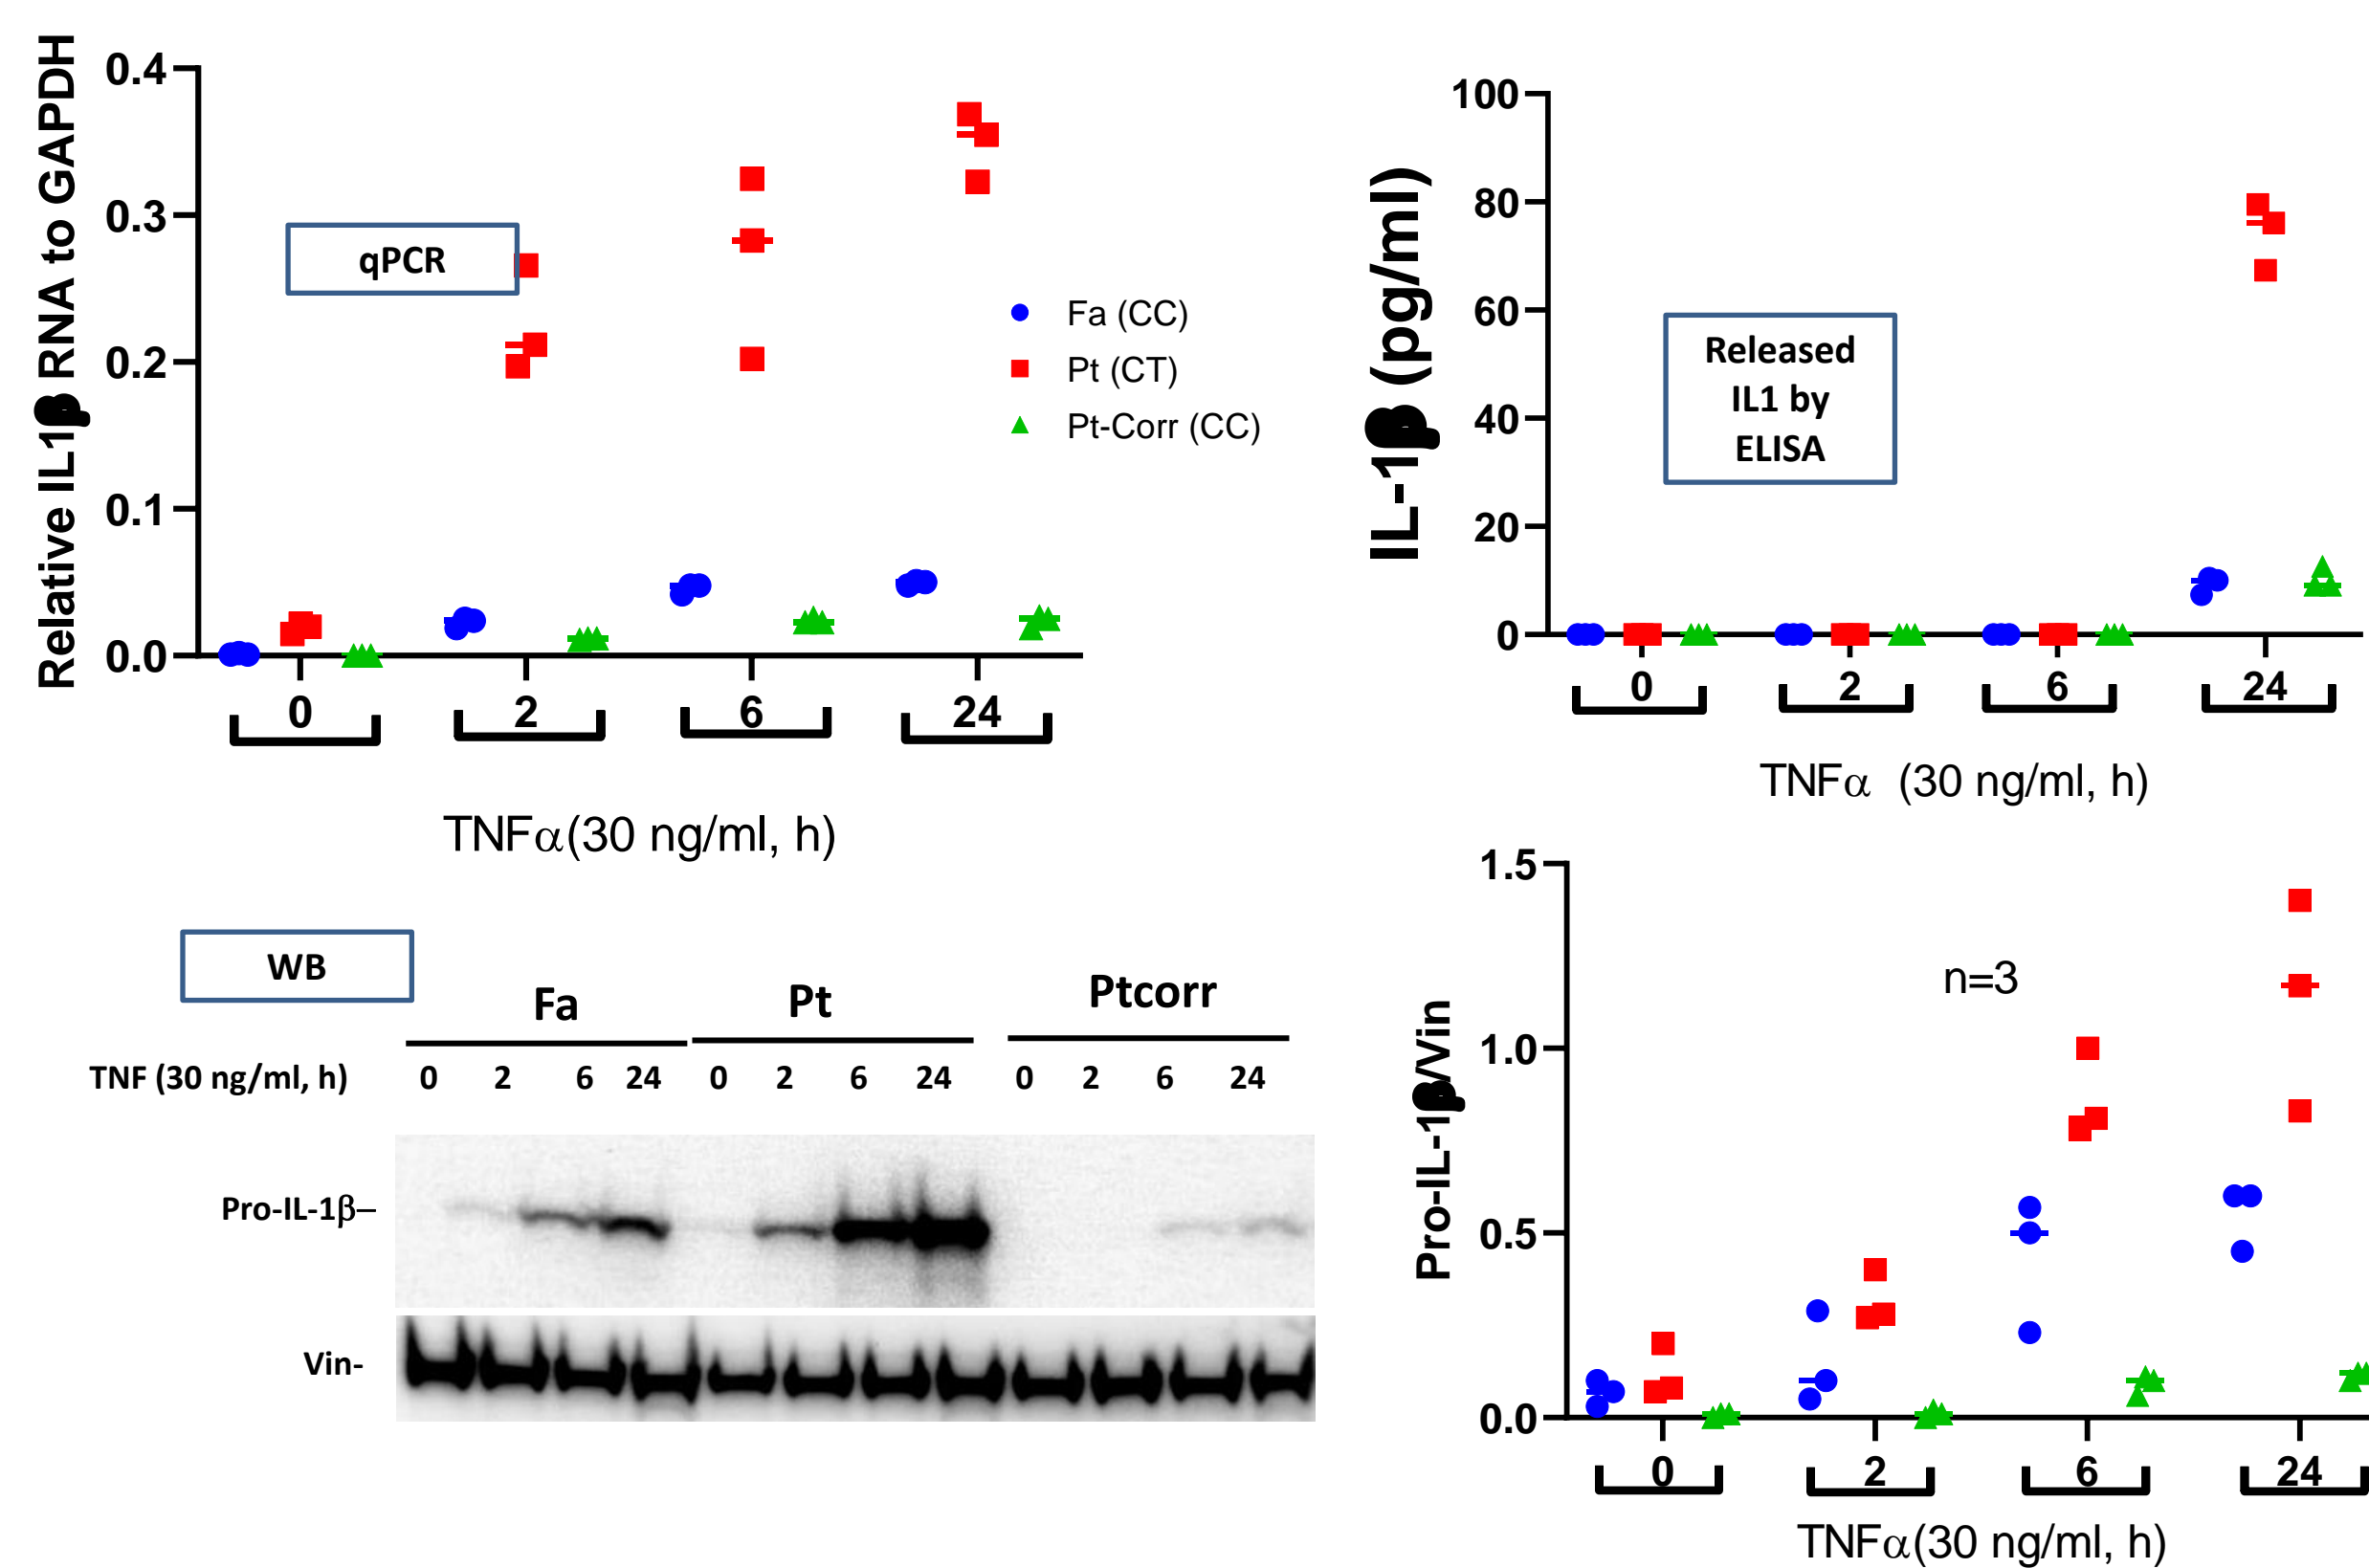 Relative IL1β RNA to GAPDH
0.4
0.3
0.2
0.1
0.0
qPCR
Fa (CC)
Pt (CT)
Pt-Corr (CC)
0 2 6 24
TNFα(30 ng/ml, h)
IL-1β (pg/ml)
100
80
60
40
20
0
Released
IL1 by
ELISA
0 2 6 24
TNFα (30 ng/ml, h)
WB
Fa Pt Ptcorr
TNF (30 ng/ml, h) 0 2 6 24 0 2 6 24 0 2 6 24
Pro-IL-1β–
Vin-
Pro-IL-1β/Vin
1.5
1.0
0.5
0.0
n=3
0 2 6 24
TNFα(30 ng/ml, h)